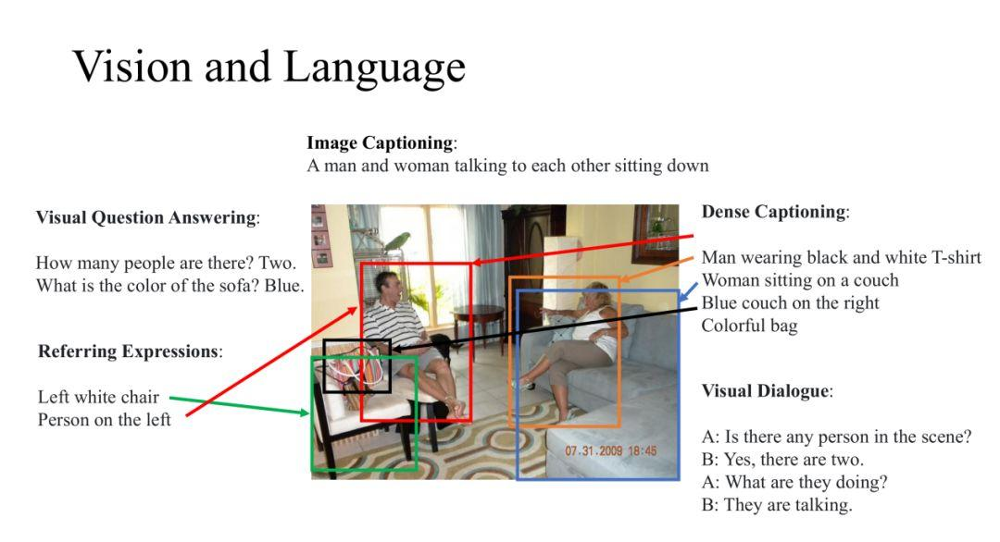 Vision and Language
Image Captioning:
A man and woman talking to each other sitting down
Visual Question Answering:
How many people are there? Two.
What is the color of the sofa? Blue.
Referring Expressions:
Left white chair
Person on the left
Dense Captioning:
Man wearing black and white T-shirt
Woman sitting on a couch
Blue couch on the right
Colorful bag
Visual Dialogue:
A: Is there any person in the scene?
B: Yes, there are two.
A: What are they doing?
B: They are talking.
07.31.2009 18:45